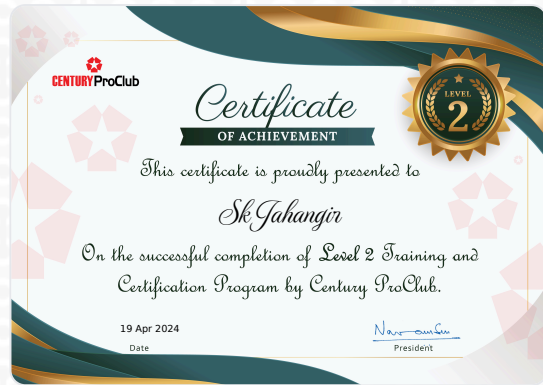 CENTURY ProClub
LEVEL
2
Certificate
OF ACHIEVEMENT
This certificate is proudly presented to
Sk Jahangir
On the successful completion of Level 2 Training and
Certification Program by Century ProClub.
19 Apr 2024
Date
President